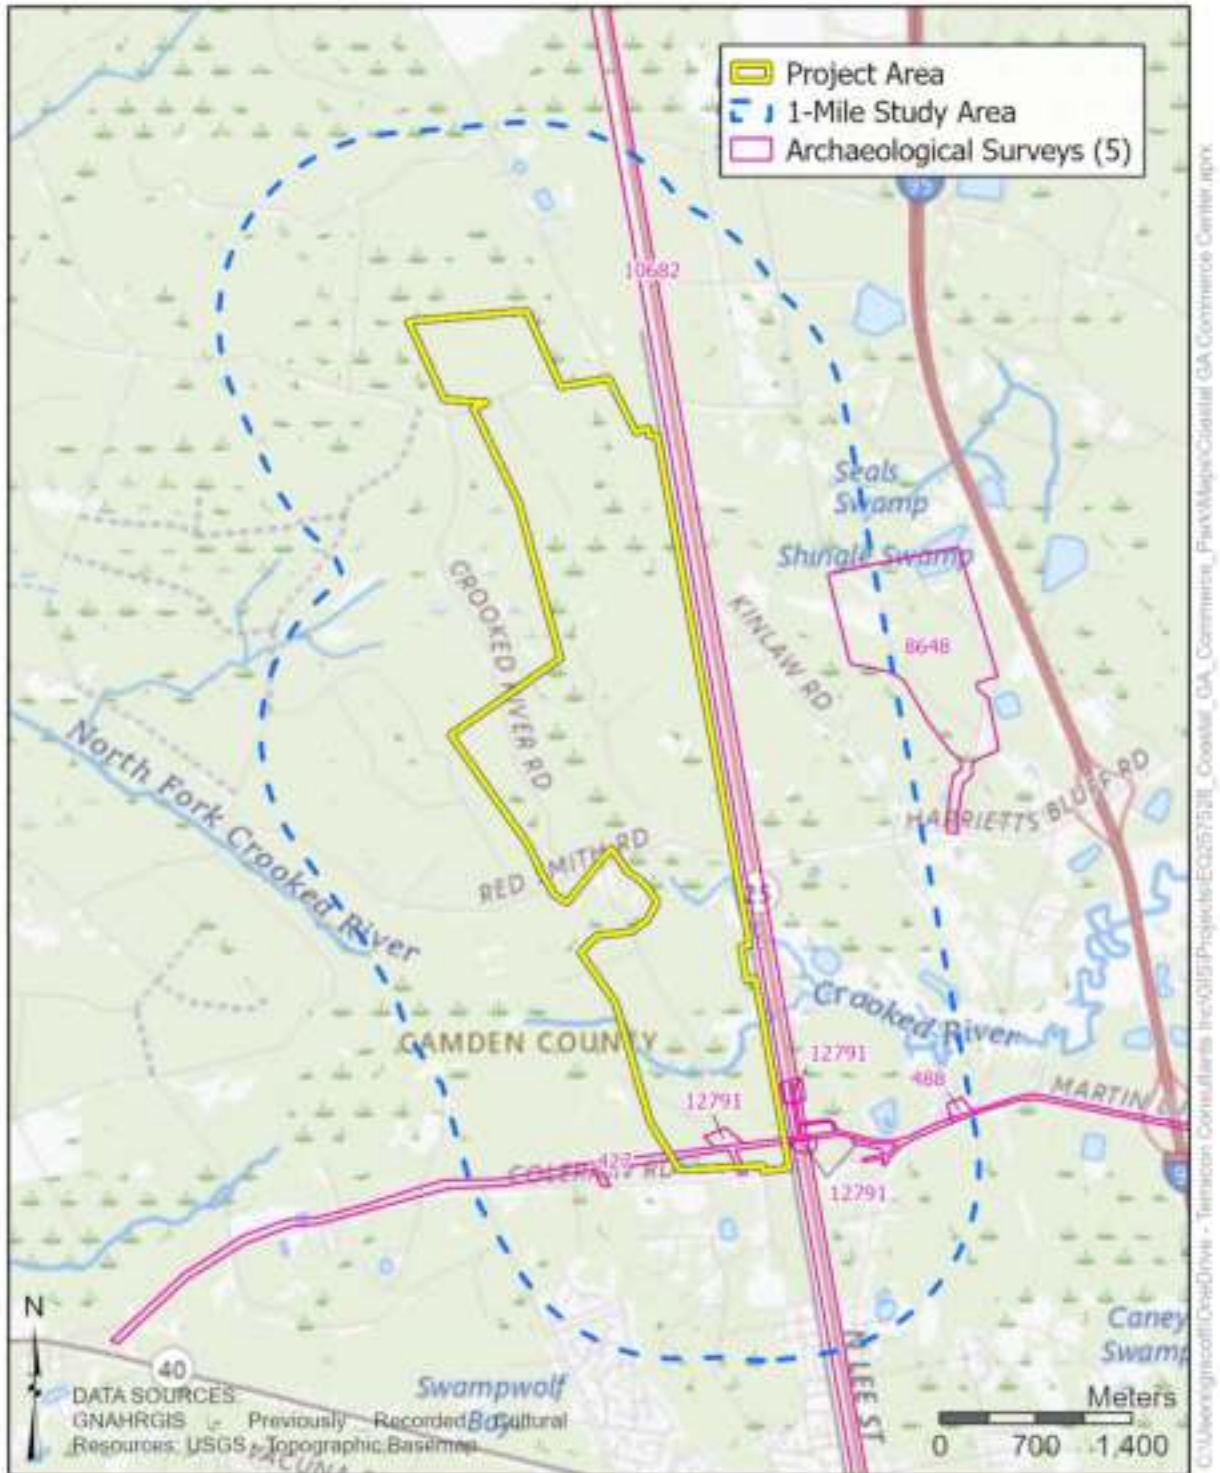 Project Area
1-Mile Study Area
Archaeological Surveys (5)
95
10682
Seals
Swamp
Shingle Swamp
8648
KINLAW RD
CROOKED RIVER RD
HARRIETTS BLUFF RD
RED SMITH RD
North Fork Crooked River
Crooked River
CAMDEN COUNTY
12791
488
12791
MARTIN LU
427
COLERAIN RD
12791
N LEE ST
Caney
Swamp
N
40
Swampwolf
Bay
DATA SOURCES:
GNAHRGIS - Previously Recorded Cultural
Resources; USGS - Topographic Basemap
Meters
0 700 1,400